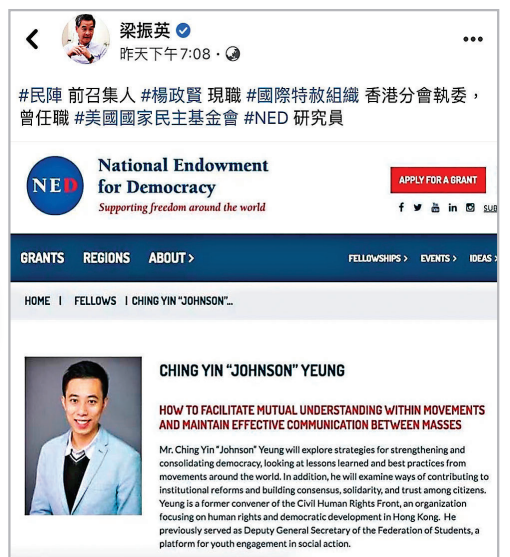 梁振英
昨天下午7:08 ·
#民陣 前召集人 #楊政賢 現職 #國際特赦組織 香港分會執委，
曾任職 #美國國家民主基金會 #NED 研究員
NED
National Endowment
for Democracy
Supporting freedom around the world
APPLY FOR A GRANT
SUB
GRANTS REGIONS ABOUT >
FELLOWSHIPS > EVENTS > IDEAS >
HOME | FELLOWS | CHING YIN “JOHNSON”...
CHING YIN “JOHNSON” YEUNG
HOW TO FACILITATE MUTUAL UNDERSTANDING WITHIN MOVEMENTS
AND MAINTAIN EFFECTIVE COMMUNICATION BETWEEN MASSES
Mr. Ching Yin “Johnson” Yeung will explore strategies for strengthening and
consolidating democracy, looking at lessons learned and best practices from
movements around the world. In addition, he will examine ways of contributing to
institutional reforms and building consensus, solidarity, and trust among citizens.
Yeung is a former convener of the Civil Human Rights Front, an organization
focusing on human rights and democratic development in Hong Kong. He
previously served as Deputy General Secretary of the Federation of Students, a
platform for youth engagement in social action.